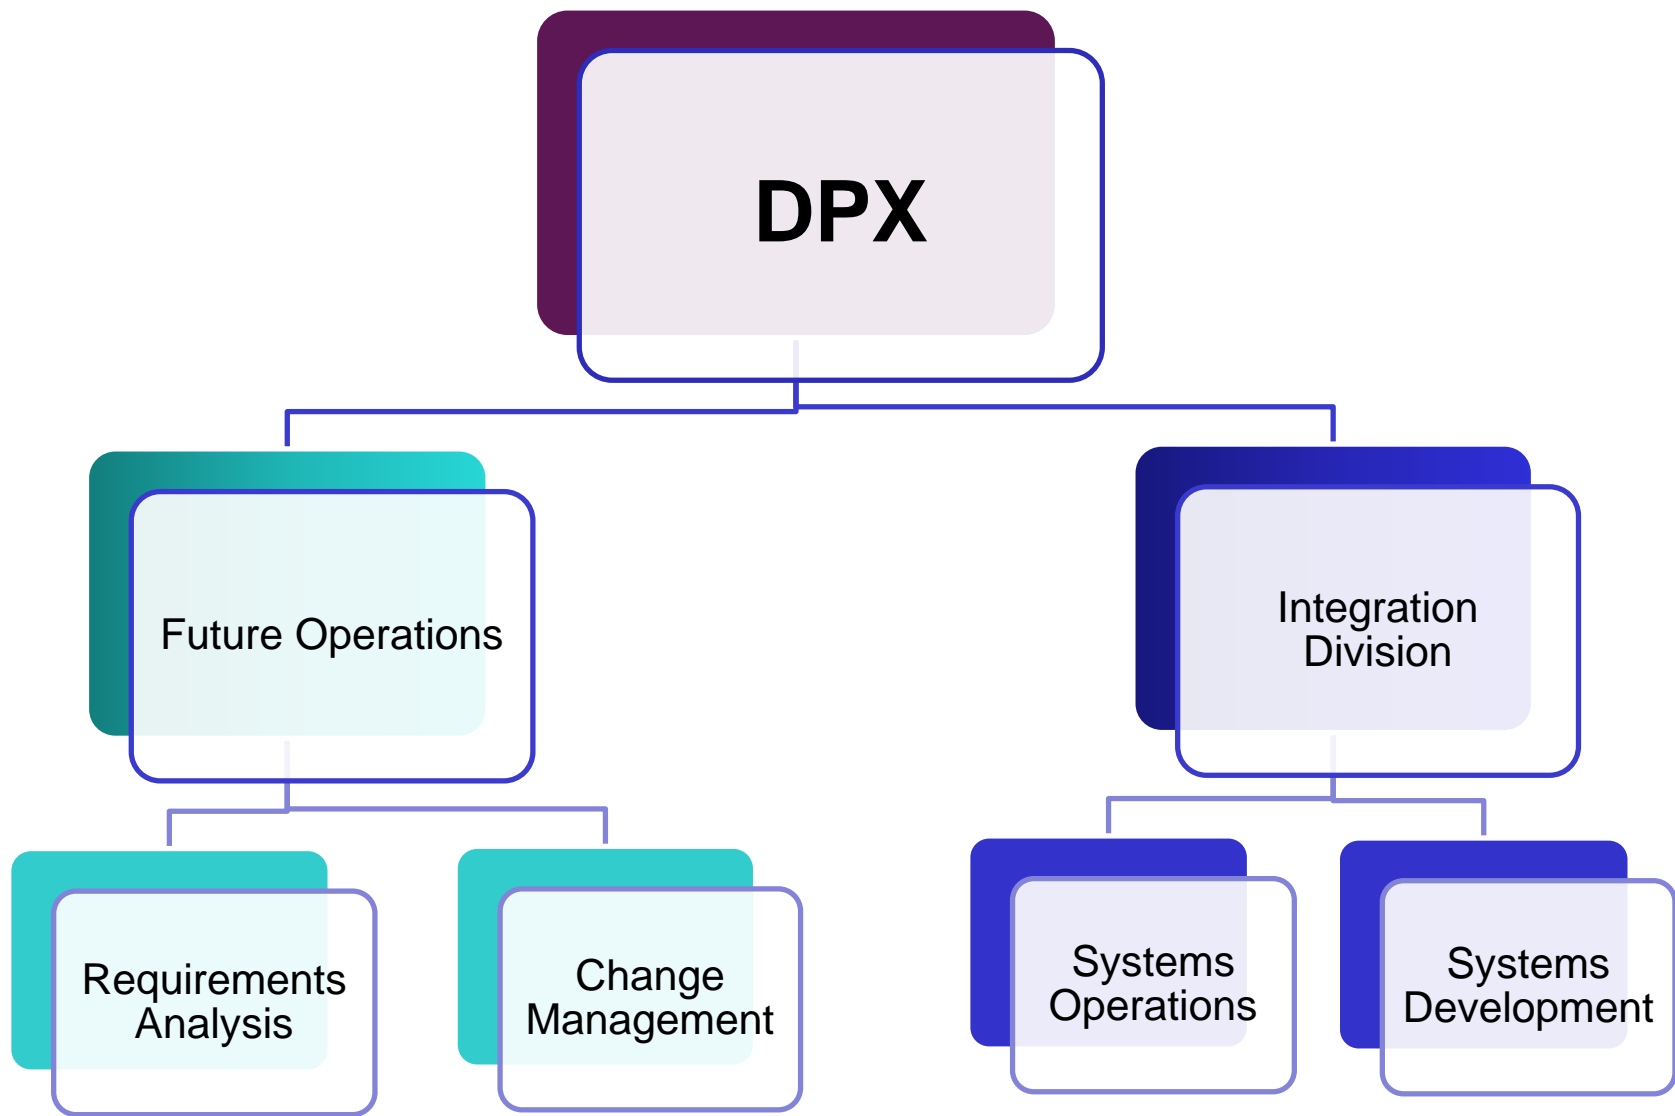 DPX
Future Operations
Integration
Division
Requirements
Analysis
Change
Management
Systems
Operations
Systems
Development